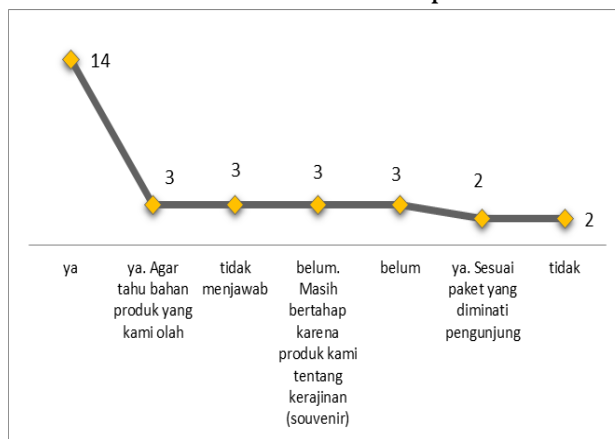 14
3
3
3
3
2
2
ya
ya. Agar
tahu bahan
produk yang
kami olah
tidak
menjawab
belum.
Masih
bertahap
karena
produk kami
tentang
kerajinan
(souvenir)
belum
ya. Sesuai
paket yang
diminati
pengunjung
tidak